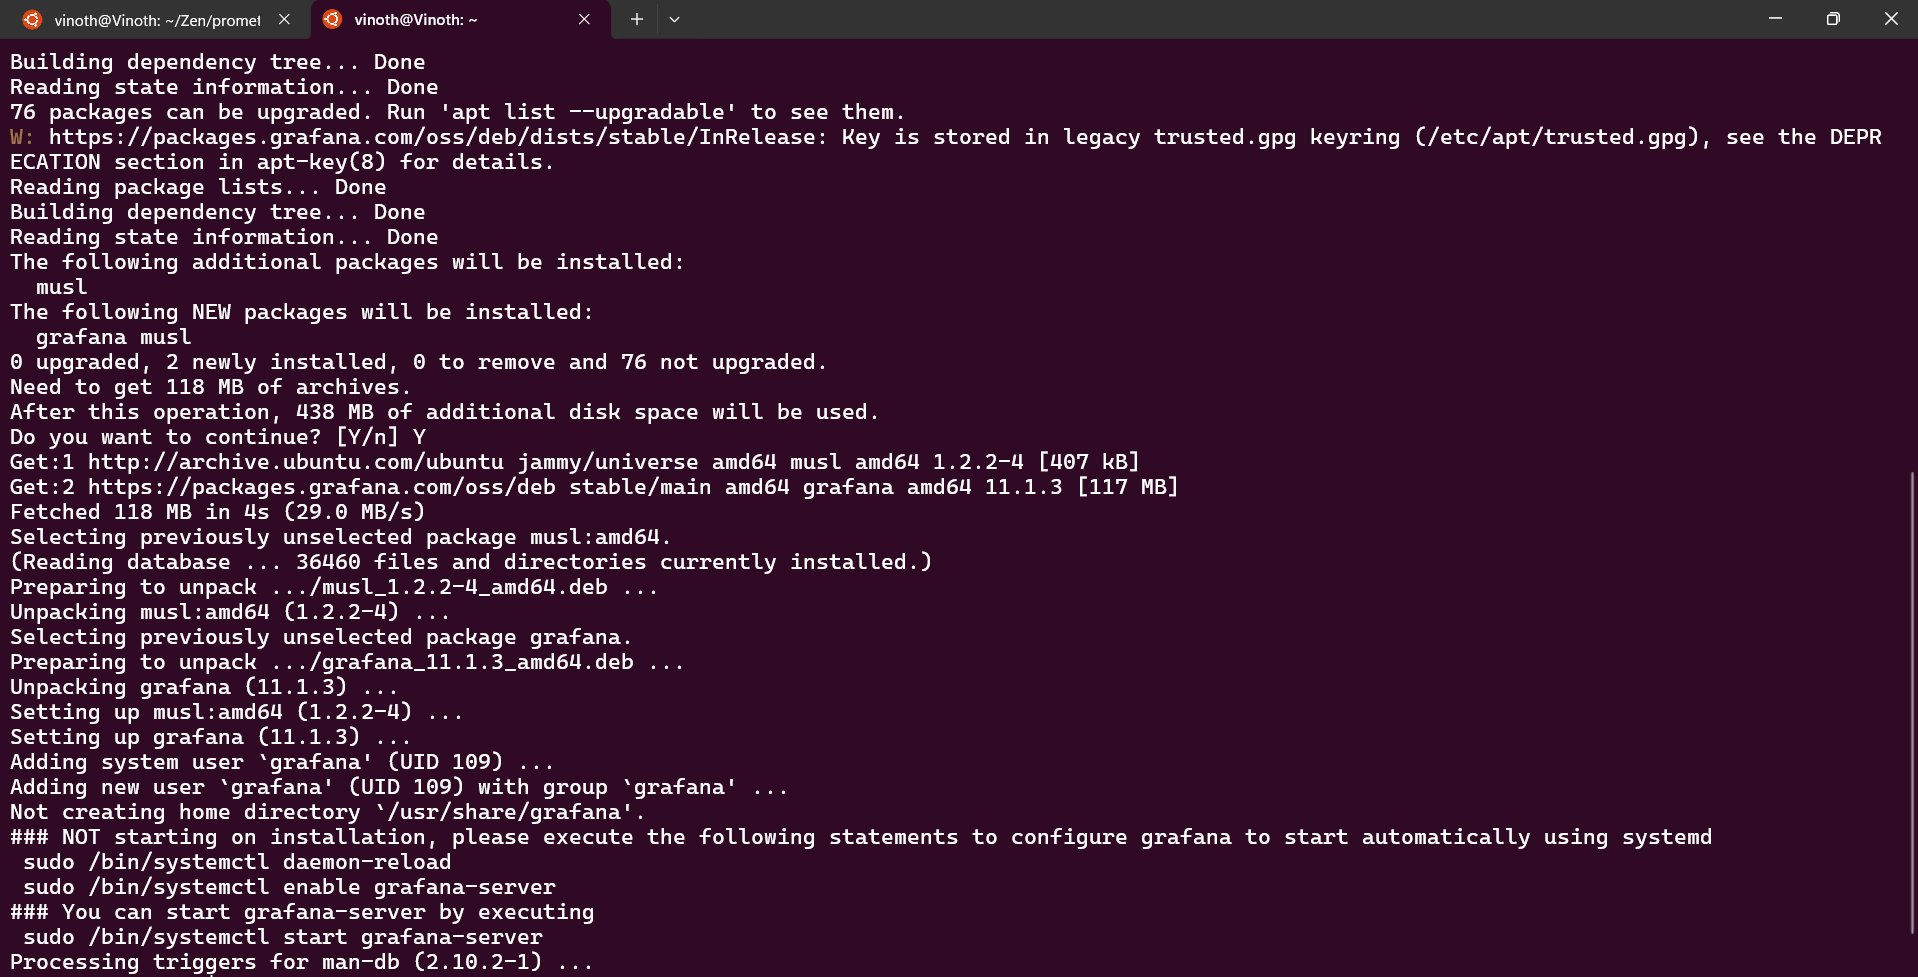 vinoth@Vinoth: ~/Zen/promet
vinoth@Vinoth: ~
Building dependency tree... Done
Reading state information... Done
76 packages can be upgraded. Run 'apt list --upgradable' to see them.
W: https://packages.grafana.com/oss/deb/dists/stable/InRelease: Key is stored in legacy trusted.gpg keyring (/etc/apt/trusted.gpg), see the DEPR
ECATION section in apt-key(8) for details.
Reading package lists... Done
Building dependency tree... Done
Reading state information... Done
The following additional packages will be installed:
  musl
The following NEW packages will be installed:
  grafana musl
0 upgraded, 2 newly installed, 0 to remove and 76 not upgraded.
Need to get 118 MB of archives.
After this operation, 438 MB of additional disk space will be used.
Do you want to continue? [Y/n] Y
Get:1 http://archive.ubuntu.com/ubuntu jammy/universe amd64 musl amd64 1.2.2-4 [407 kB]
Get:2 https://packages.grafana.com/oss/deb stable/main amd64 grafana amd64 11.1.3 [117 MB]
Fetched 118 MB in 4s (29.0 MB/s)
Selecting previously unselected package musl:amd64.
(Reading database ... 36460 files and directories currently installed.)
Preparing to unpack .../musl_1.2.2-4_amd64.deb ...
Unpacking musl:amd64 (1.2.2-4) ...
Selecting previously unselected package grafana.
Preparing to unpack .../grafana_11.1.3_amd64.deb ...
Unpacking grafana (11.1.3) ...
Setting up musl:amd64 (1.2.2-4) ...
Setting up grafana (11.1.3) ...
Adding system user `grafana' (UID 109) ...
Adding new user `grafana' (UID 109) with group `grafana' ...
Not creating home directory `/usr/share/grafana'.
### NOT starting on installation, please execute the following statements to configure grafana to start automatically using systemd
 sudo /bin/systemctl daemon-reload
 sudo /bin/systemctl enable grafana-server
### You can start grafana-server by executing
 sudo /bin/systemctl start grafana-server
Processing triggers for man-db (2.10.2-1) ...